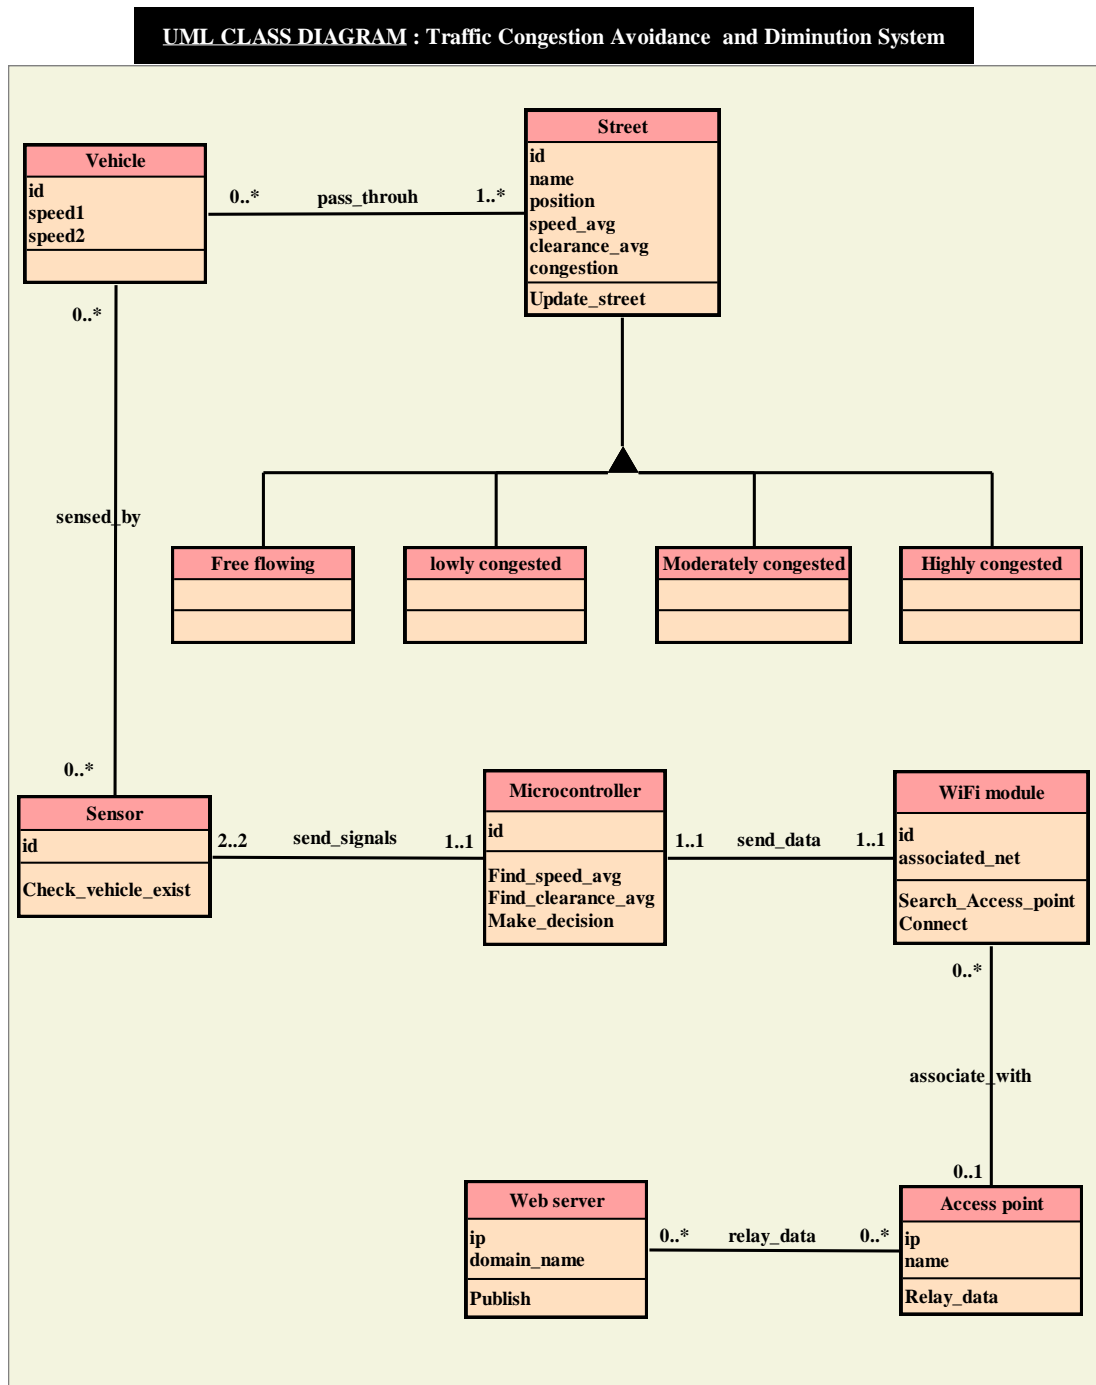 UML CLASS DIAGRAM : Traffic Congestion Avoidance and Diminution System
Street
id
name
position
speed_avg
clearance_avg
congestion
Update_street
Vehicle
id
speed1
speed2
0..*
pass_throuh
1..*
0..*
sensed_by
0..*
Free flowing
lowly congested
Moderately congested
Highly congested
Sensor
id
Check_vehicle_exist
2..2
send_signals
1..1
Microcontroller
id
Find_speed_avg
Find_clearance_avg
Make_decision
1..1
send_data
1..1
WiFi module
id
associated_net
Search_Access_point
Connect
0..*
associate_with
0..1
Web server
ip
domain_name
Publish
0..*
relay_data
0..*
Access point
ip
name
Relay_data